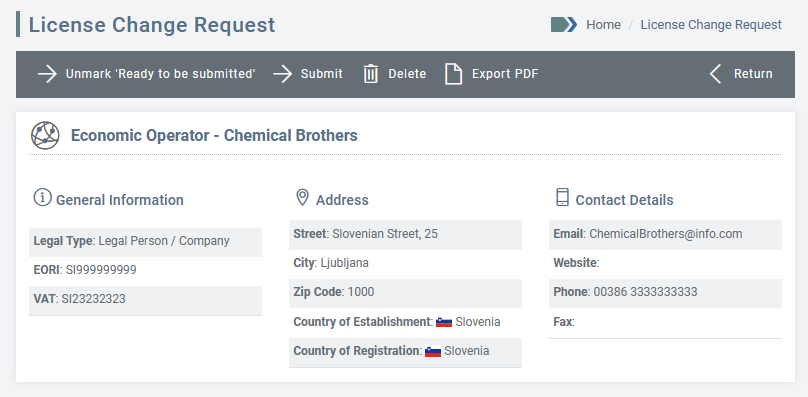 License Change Request
Home / License Change Request
Unmark 'Ready to be submitted' Submit Delete Export PDF Return
Economic Operator - Chemical Brothers
General Information
Legal Type: Legal Person / Company
EORI: SI999999999
VAT: SI23232323
Address
Street: Slovenian Street, 25
City: Ljubljana
Zip Code: 1000
Country of Establishment: Slovenia
Country of Registration: Slovenia
Contact Details
Email: ChemicalBrothers@info.com
Website:
Phone: 00386 3333333333
Fax: